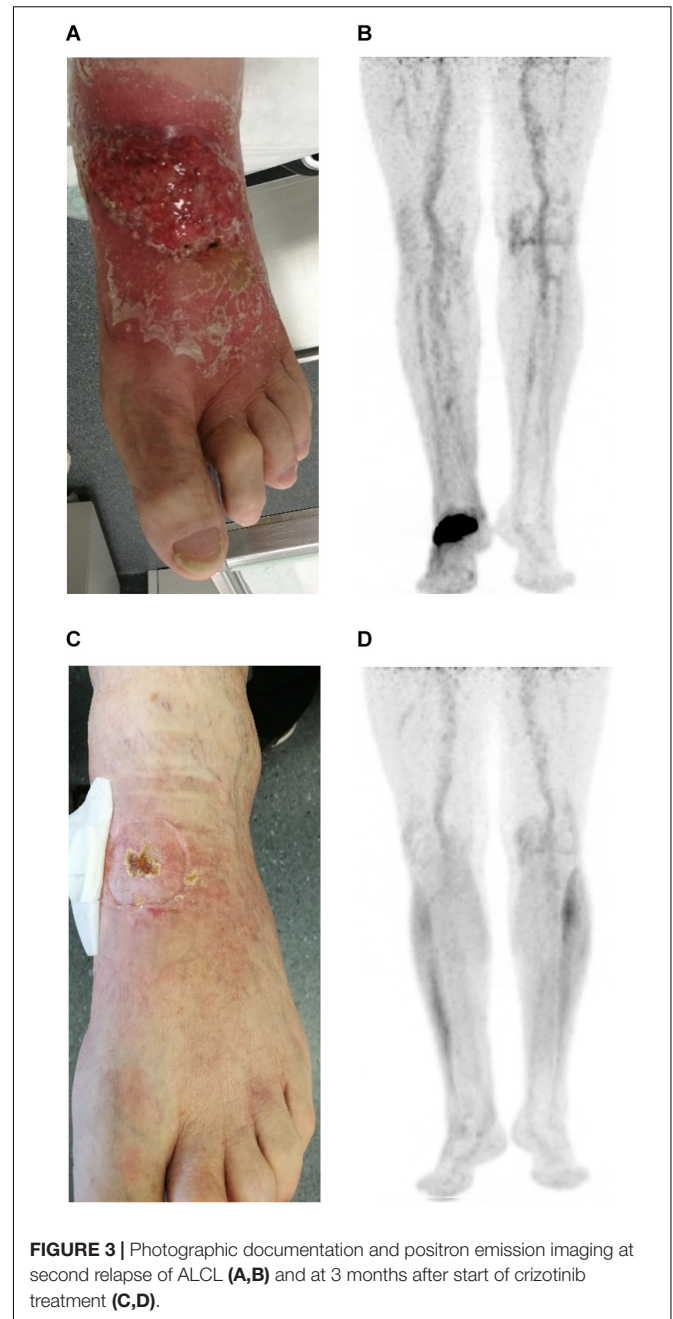 A
B
C
D
FIGURE 3 | Photographic documentation and positron emission imaging at
second relapse of ALCL (A,B) and at 3 months after start of crizotinib
treatment (C,D).